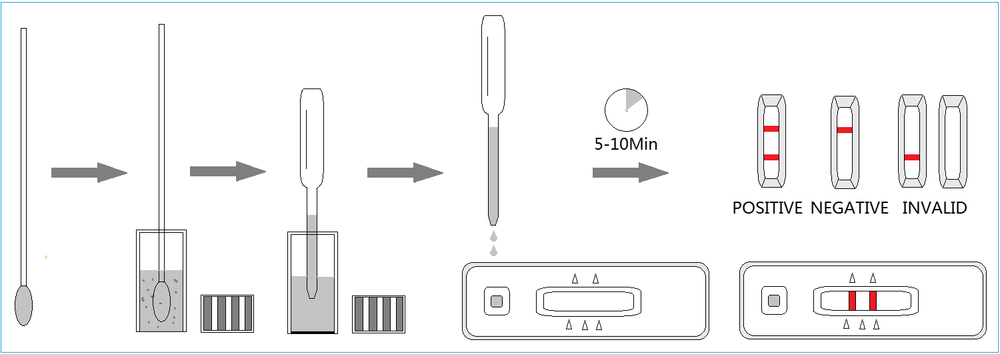 5-10Min
POSITIVE NEGATIVE INVALID